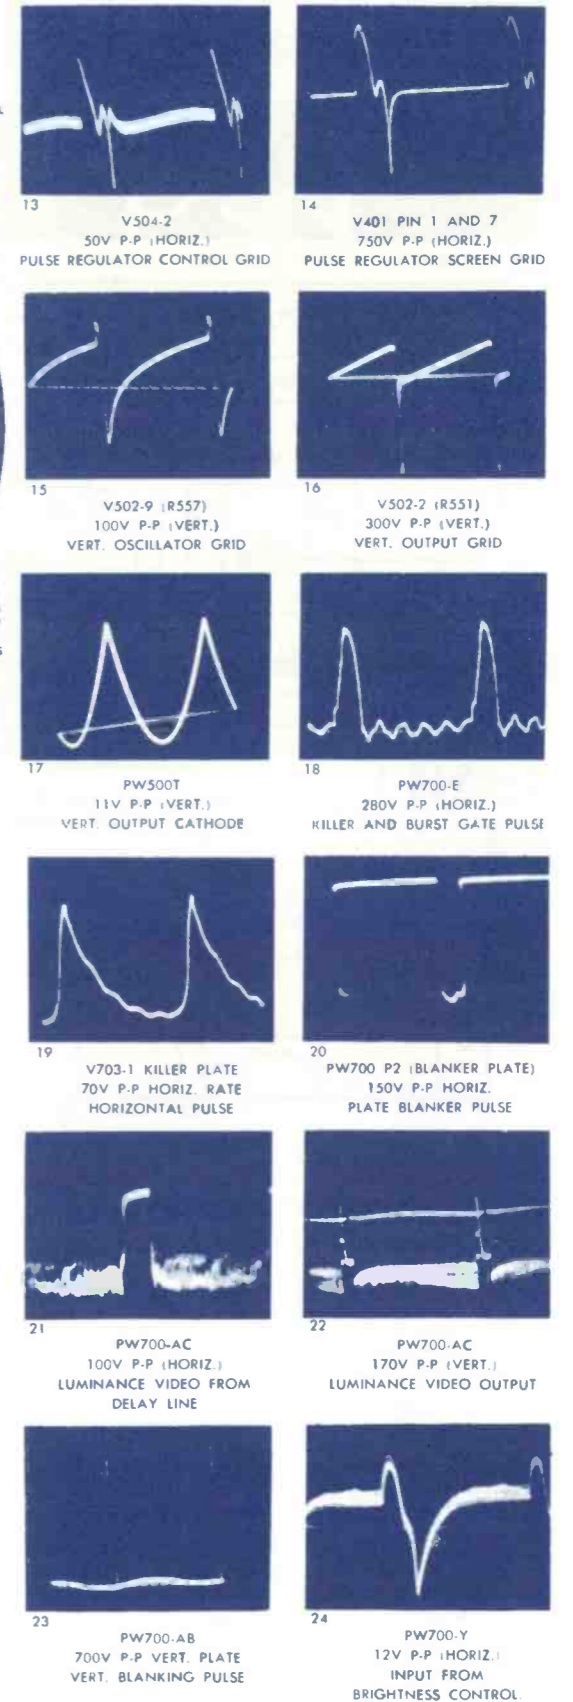 13
V504-2
50V P-P (HORIZ.)
PULSE REGULATOR CONTROL GRID
14
V401 PIN 1 AND 7
750V P-P (HORIZ.)
PULSE REGULATOR SCREEN GRID
15
V502-9 (R557)
100V P-P (VERT.)
VERT. OSCILLATOR GRID
16
V502-2 (R551)
300V P-P (VERT.)
VERT. OUTPUT GRID
17
PW500T
11V P-P (VERT.)
VERT. OUTPUT CATHODE
18
PW700-E
280V P-P (HORIZ.)
KILLER AND BURST GATE PULSE
19
V703-1 KILLER PLATE
70V P-P HORIZ. RATE
HORIZONTAL PULSE
20
PW700 P2 (BLANKER PLATE)
150V P-P HORIZ.
PLATE BLANKER PULSE
21
PW700-AC
100V P-P (HORIZ.)
LUMINANCE VIDEO FROM
DELAY LINE
22
PW700-AC
170V P-P (VERT.)
LUMINANCE VIDEO OUTPUT
23
PW700-AB
700V P-P VERT. PLATE
VERT. BLANKING PULSE
24
PW700-Y
12V P-P (HORIZ.)
INPUT FROM
BRIGHTNESS CONTROL